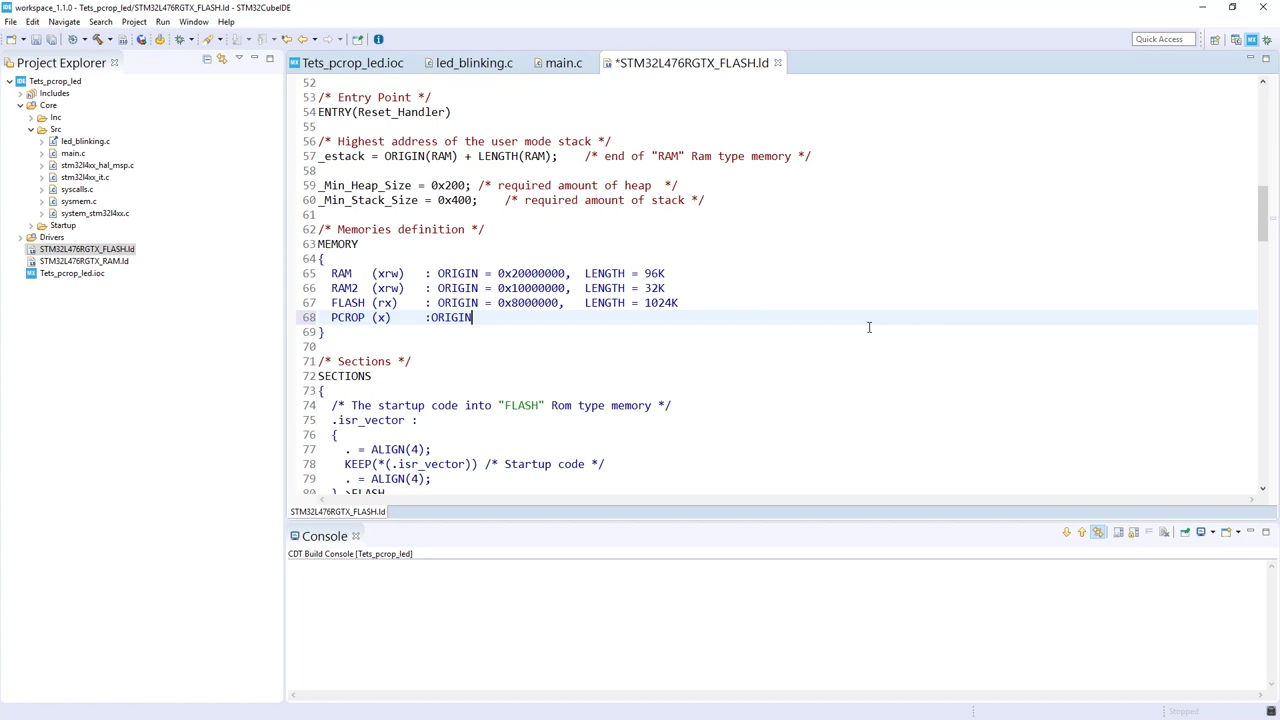 workspace_1.1.0 - Tets_pcrop_led/STM32L476RGTX_FLASH.ld - STM32CubeIDE
File Edit Navigate Search Project Run Window Help
Quick Access
Project Explorer
Tets_pcrop_led
Includes
Core
Inc
Src
led_blinking.c
main.c
stm32l4xx_hal_msp.c
stm32l4xx_it.c
syscalls.c
sysmem.c
system_stm32l4xx.c
Startup
Drivers
STM32L476RGTX_FLASH.ld
STM32L476RGTX_RAM.ld
Tets_pcrop_led.ioc
Tets_pcrop_led.ioc led_blinking.c main.c *STM32L476RGTX_FLASH.ld
52
53 /* Entry Point */
54 ENTRY(Reset_Handler)
55
56 /* Highest address of the user mode stack */
57 _estack = ORIGIN(RAM) + LENGTH(RAM); /* end of "RAM" Ram type memory */
58
59 _Min_Heap_Size = 0x200; /* required amount of heap */
60 _Min_Stack_Size = 0x400; /* required amount of stack */
61
62 /* Memories definition */
63 MEMORY
64 {
65 RAM (xrw) : ORIGIN = 0x20000000, LENGTH = 96K
66 RAM2 (xrw) : ORIGIN = 0x10000000, LENGTH = 32K
67 FLASH (rx) : ORIGIN = 0x8000000, LENGTH = 1024K
68 PCROP (x) :ORIGIN
69 }
70
71 /* Sections */
72 SECTIONS
73 {
74 /* The startup code into "FLASH" Rom type memory */
75 .isr_vector :
76 {
77 . = ALIGN(4);
78 KEEP(*(.isr_vector)) /* Startup code */
79 . = ALIGN(4);
80 } >FLASH
STM32L476RGTX_FLASH.ld
Console
CDT Build Console [Tets_pcrop_led]
Stopped